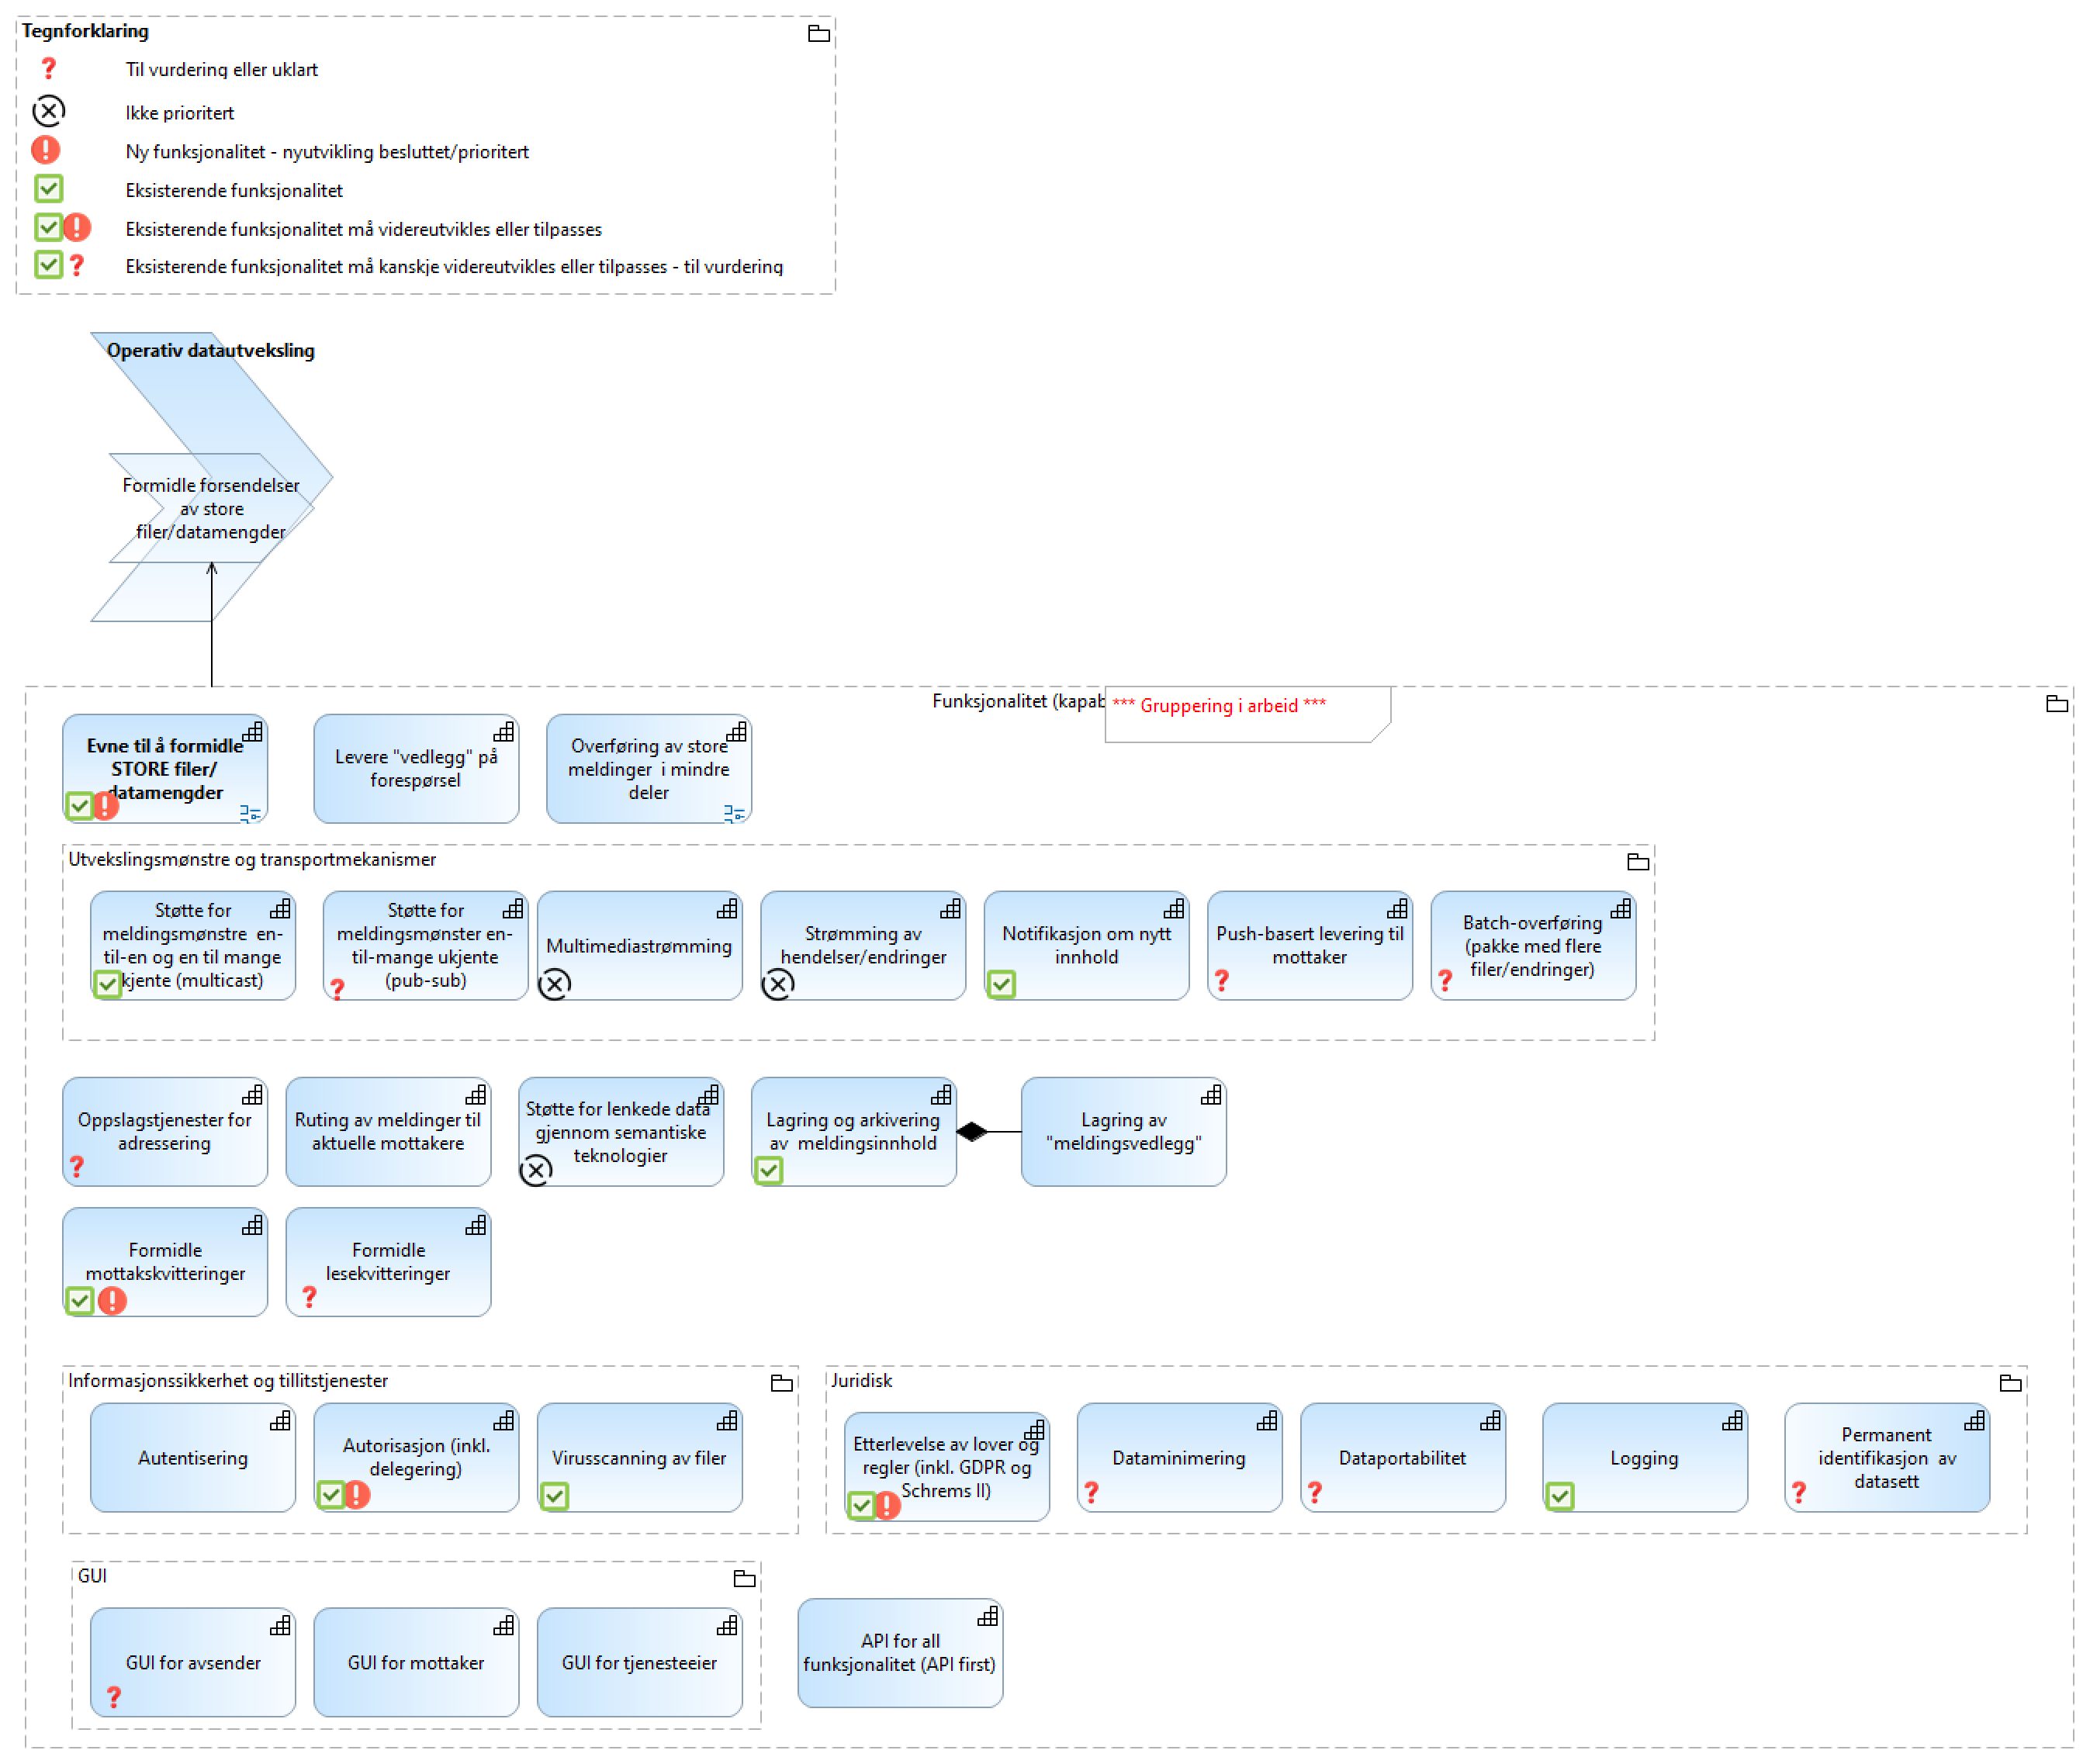 Tegnforklaring
Til vurdering eller uklart
Ikke prioritert
Ny funksjonalitet - nyutvikling besluttet/prioritert
Eksisterende funksjonalitet
Eksisterende funksjonalitet må videreutvikles eller tilpasses
Eksisterende funksjonalitet må kanskje videreutvikles eller tilpasses - til vurdering
Operativ datautveksling
Formidle forsendelser
av store
filer/datamengder
Funksjonalitet (kapab
*** Gruppering i arbeid ***
Evne til å formidle
STORE filer/
datamengder
Levere "vedlegg" på
forespørsel
Overføring av store
meldinger i mindre
deler
Utvekslingsmønstre og transportmekanismer
Støtte for
meldingsmønstre en-
til-en og en til mange
kjente (multicast)
Støtte for
meldingsmønster en-
til-mange ukjente
(pub-sub)
Multimediastrømming
Strømming av
hendelser/endringer
Notifikasjon om nytt
innhold
Push-basert levering til
mottaker
Batch-overføring
(pakke med flere
filer/endringer)
Oppslagstjenester for
adressering
Ruting av meldinger til
aktuelle mottakere
Støtte for lenkede data
gjennom semantiske
teknologier
Lagring og arkivering
av meldingsinnhold
Lagring av
"meldingsvedlegg"
Formidle
mottakskvitteringer
Formidle
lesekvitteringer
Informasjonssikkerhet og tillitstjenester
Autentisering
Autorisasjon (inkl.
delegering)
Virusscanning av filer
Juridisk
Etterlevelse av lover og
regler (inkl. GDPR og
Schrems II)
Dataminimering
Dataportabilitet
Logging
Permanent
identifikasjon av
datasett
GUI
GUI for avsender
GUI for mottaker
GUI for tjenesteeier
API for all
funksjonalitet (API first)